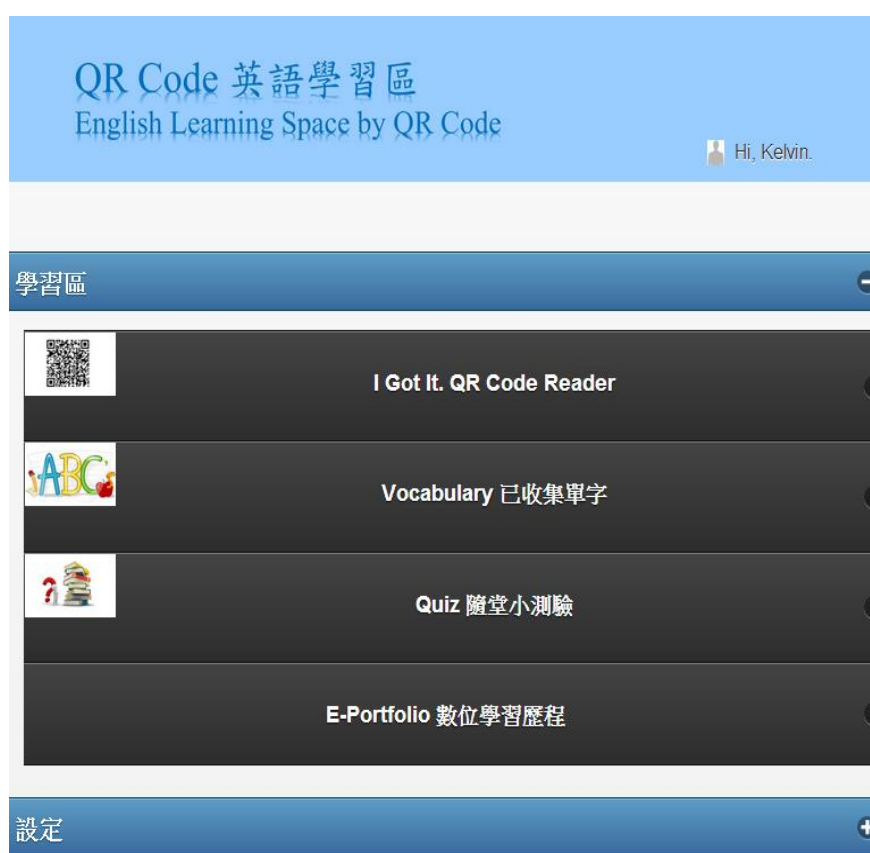 QR Code 英語學習區
English Learning Space by QR Code
Hi, Kelvin.
學習區
I Got It. QR Code Reader
ABC
Vocabulary 已收集單字
Quiz 隨堂小測驗
E-Portfolio 數位學習歷程
設定